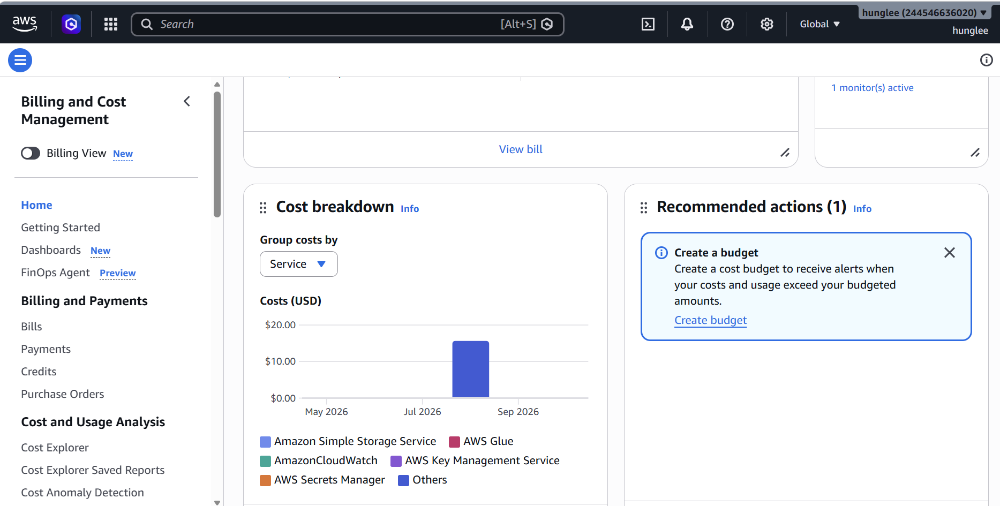 aws
Search
[Alt+S]
Global
hunglee (244546636020)
hunglee
Billing and Cost
Management
Billing View New
Home
Getting Started
Dashboards New
FinOps Agent Preview
Billing and Payments
Bills
Payments
Credits
Purchase Orders
Cost and Usage Analysis
Cost Explorer
Cost Explorer Saved Reports
Cost Anomaly Detection
1 monitor(s) active
View bill
Cost breakdown Info
Group costs by
Service
Costs (USD)
$20.00
$10.00
$0.00
May 2026
Jul 2026
Sep 2026
Amazon Simple Storage Service
AWS Glue
AmazonCloudWatch
AWS Key Management Service
AWS Secrets Manager
Others
Recommended actions (1) Info
Create a budget
Create a cost budget to receive alerts when
your costs and usage exceed your budgeted
amounts.
Create budget